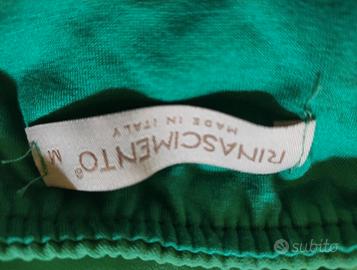 RINASCIMENTO®
MADE IN ITALY
M
subito